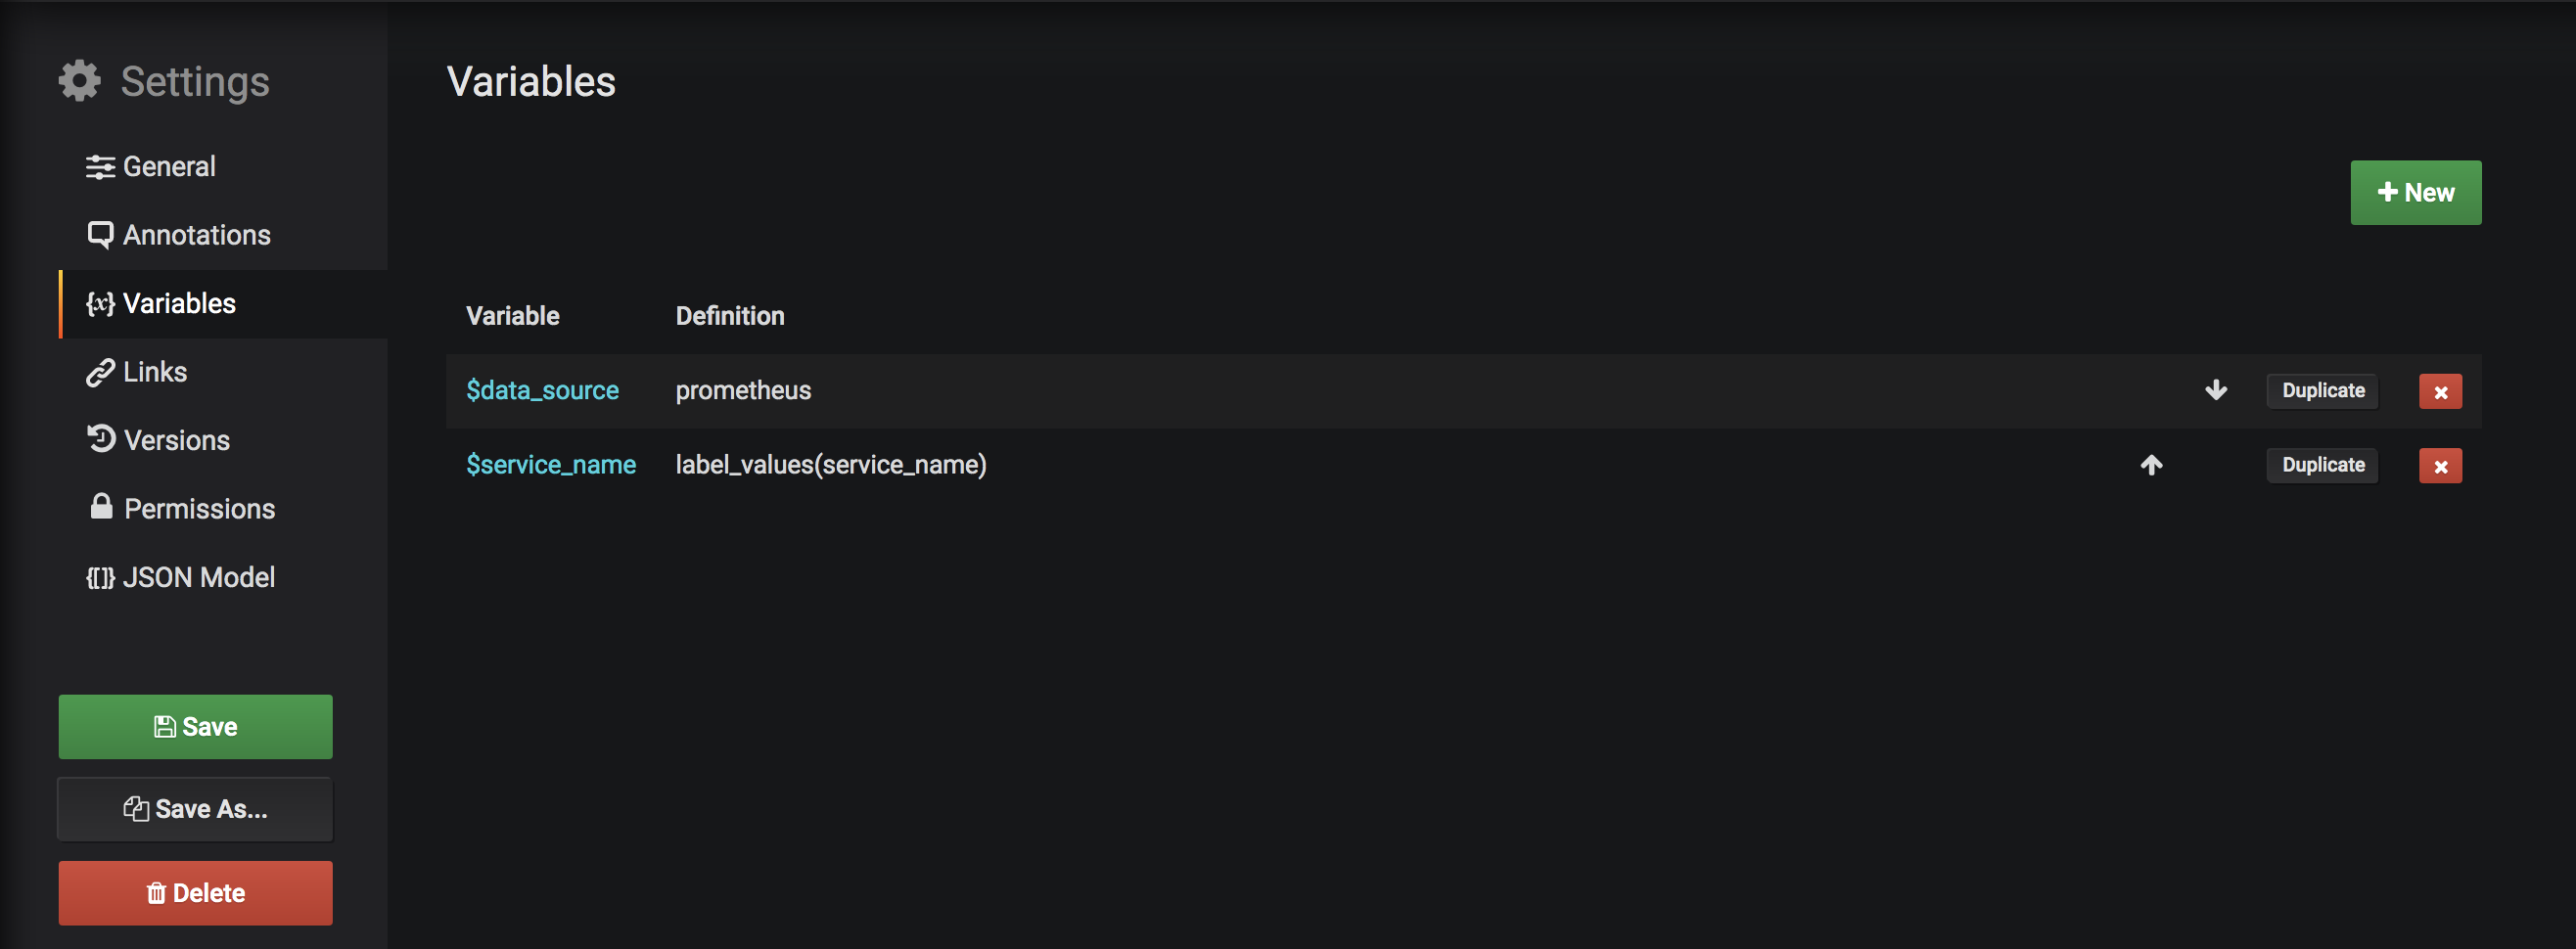 Settings
General
Annotations
Variables
Links
Versions
Permissions
JSON Model
Save
Save As...
Delete
Variables
New
Variable Definition
$data_source prometheus Duplicate
$service_name label_values(service_name) Duplicate